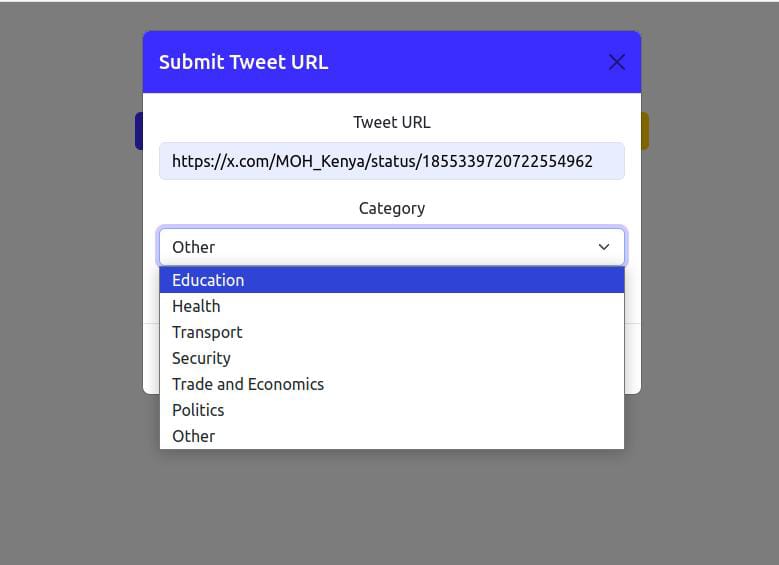 Submit Tweet URL
Tweet URL
https://x.com/MOH_Kenya/status/1855339720722554962
Category
Other
Education
Health
Transport
Security
Trade and Economics
Politics
Other